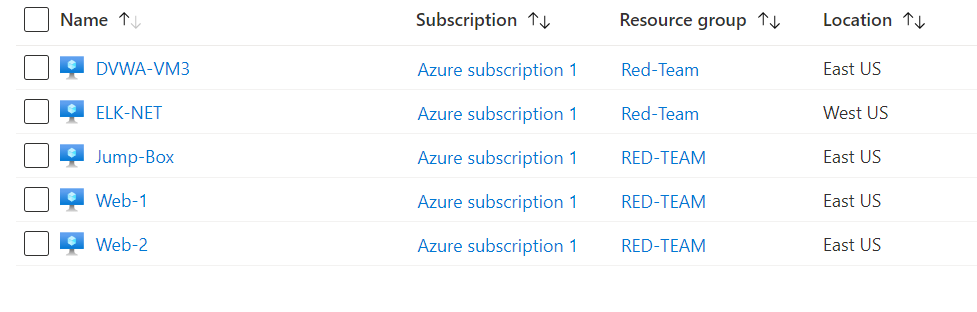 Name ↑↓ Subscription ↑↓ Resource group ↑↓ Location ↑↓
DVWA-VM3 Azure subscription 1 Red-Team East US
ELK-NET Azure subscription 1 Red-Team West US
Jump-Box Azure subscription 1 RED-TEAM East US
Web-1 Azure subscription 1 RED-TEAM East US
Web-2 Azure subscription 1 RED-TEAM East US